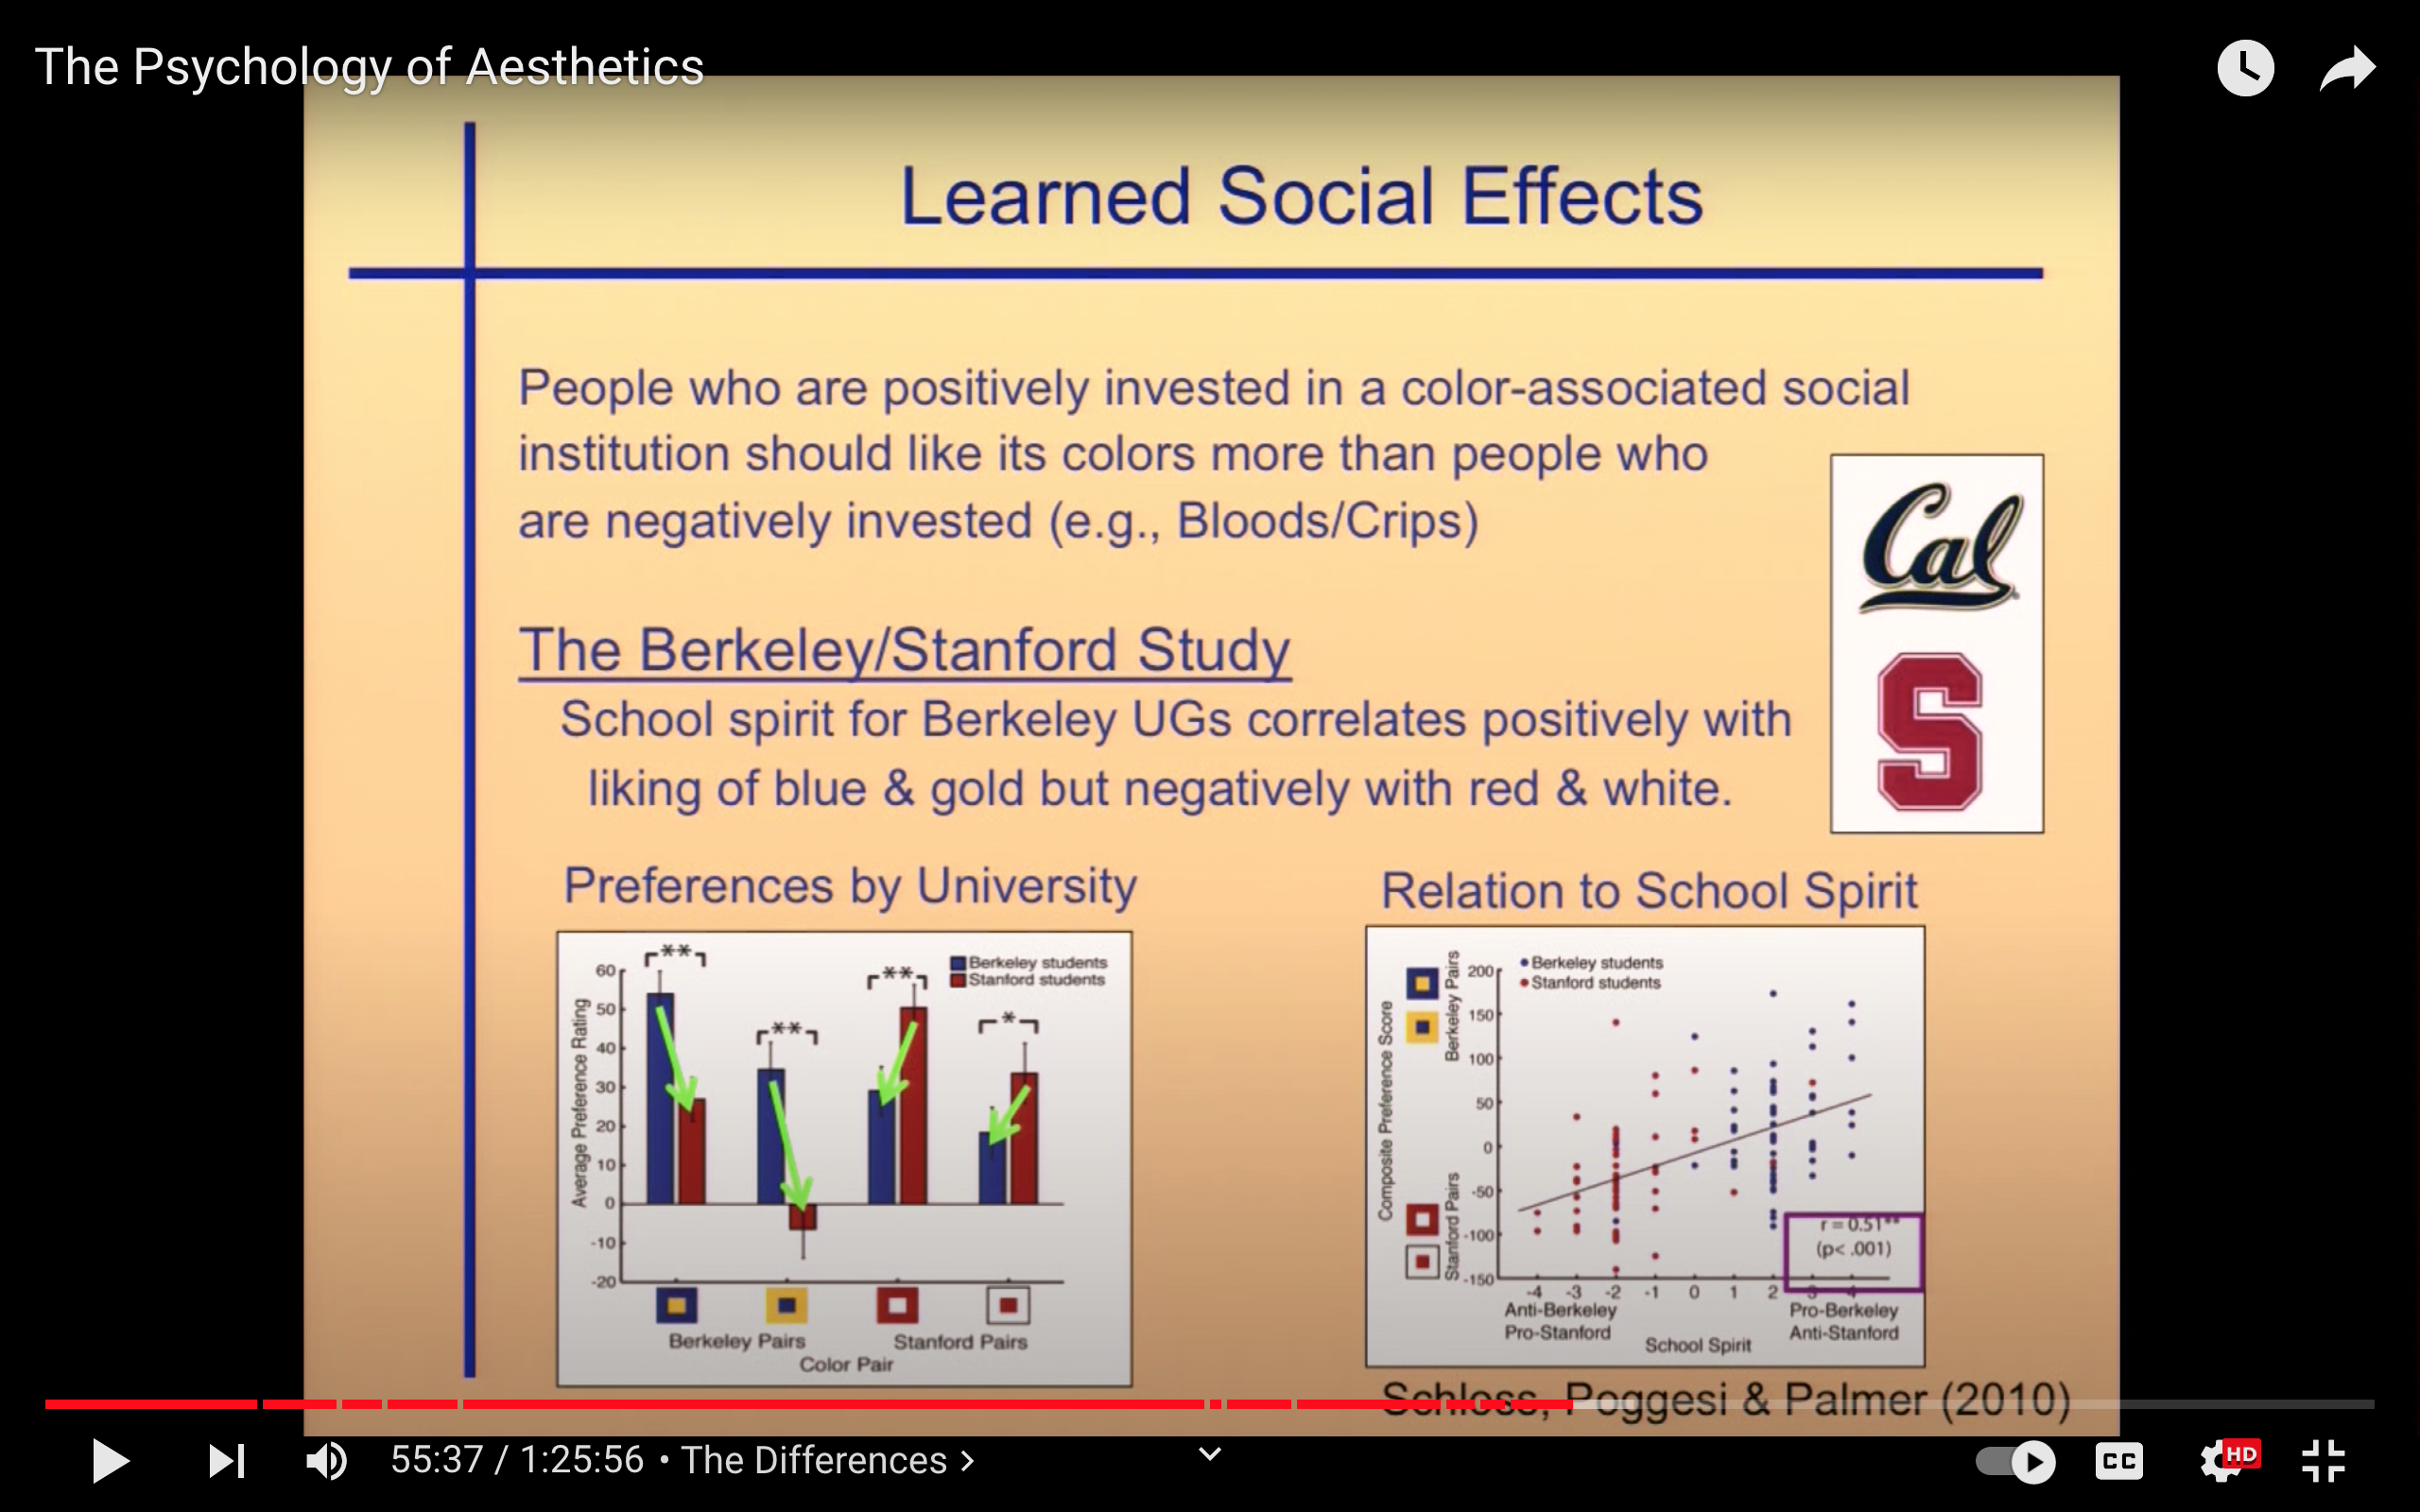 The Psychology of Aesthetics
Learned Social Effects
People who are positively invested in a color-associated social
institution should like its colors more than people who
are negatively invested (e.g., Bloods/Crips)
Cal
S
The Berkeley/Stanford Study
School spirit for Berkeley UGs correlates positively with
liking of blue & gold but negatively with red & white.
Preferences by University
Average Preference Rating
60
50
40
30
20
10
0
-10
-20
**
**
**
*
Berkeley students
Stanford students
Berkeley Pairs
Stanford Pairs
Color Pair
Relation to School Spirit
Composite Preference Score
Berkeley Pairs
Stanford Pairs
200
150
100
50
0
-50
-100
-150
Berkeley students
Stanford students
r = 0.51**
(p< .001)
-4 -3 -2 -1 0 1 2 3 4
Anti-Berkeley
Pro-Stanford
Pro-Berkeley
Anti-Stanford
School Spirit
Schloss, Poggesi & Palmer (2010)
55:37 / 1:25:56 • The Differences >
CC
HD